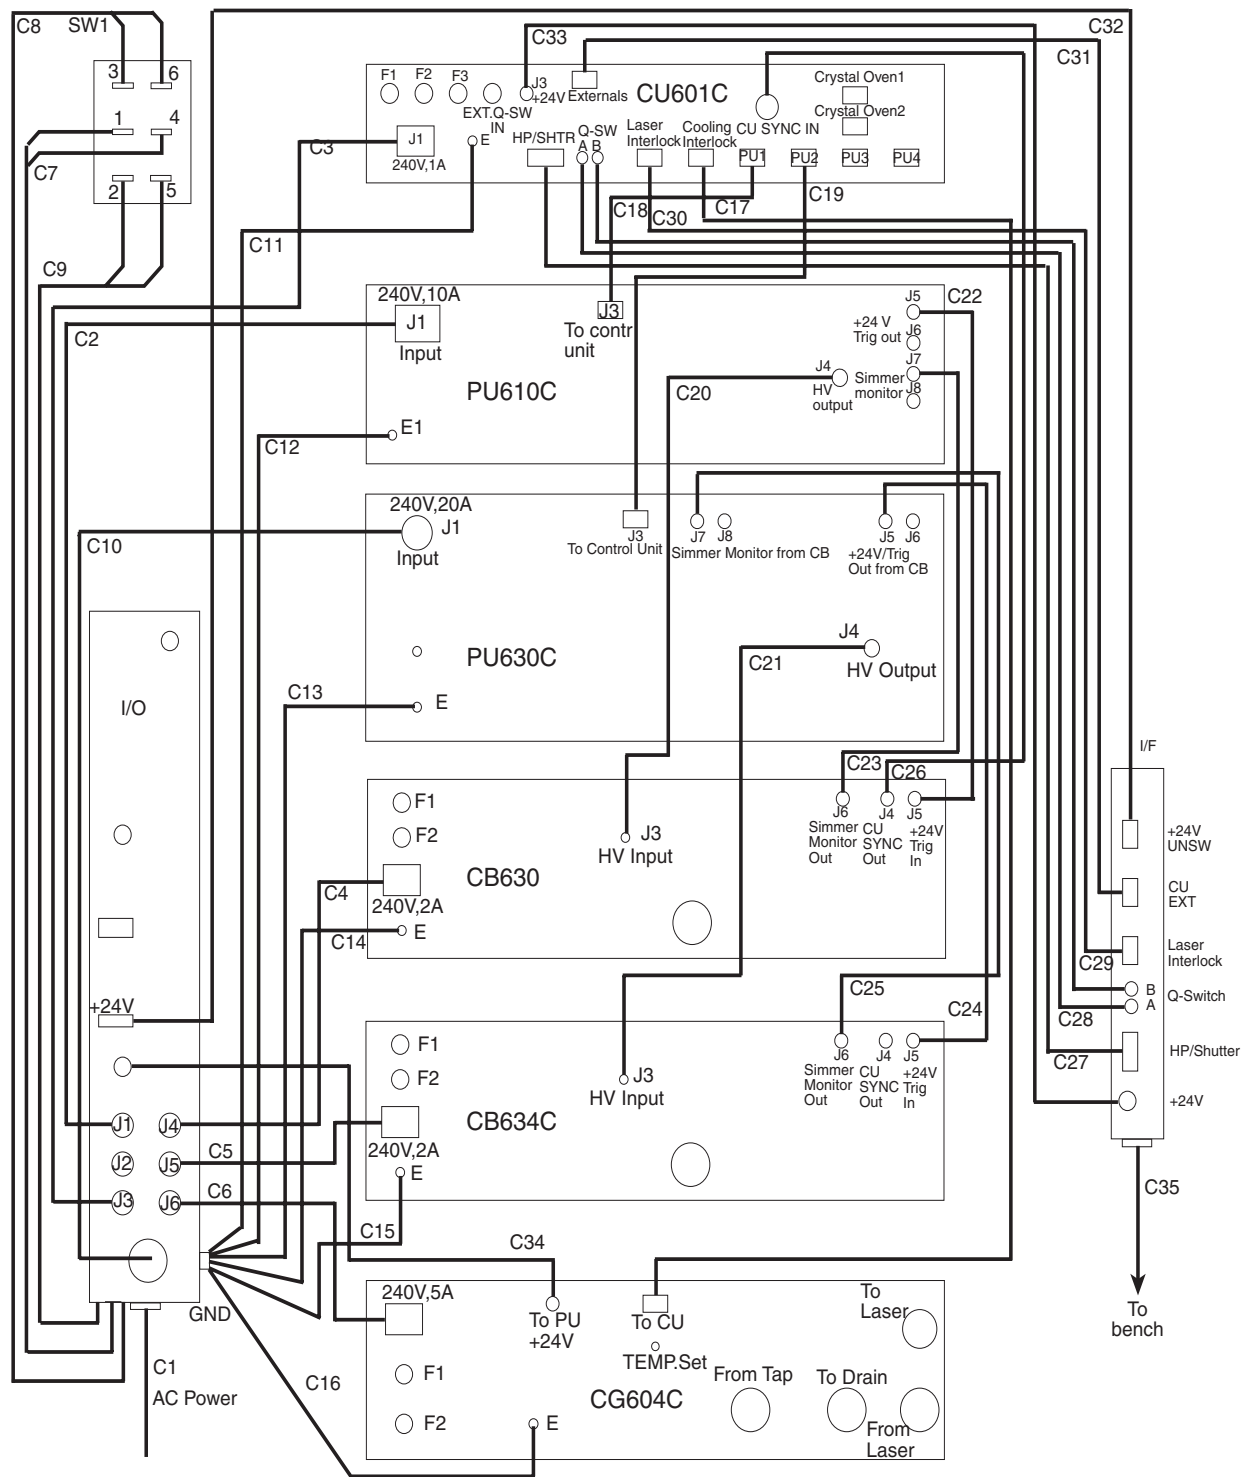 C8
SW1
3
6
1
4
C7
2
5
C9
C33
C32
C31
F1
F2
F3
J3
+24V
Externals
CU601C
Crystal Oven1
Crystal Oven2
EXT.Q-SW
IN
C3
J1
240V,1A
E
HP/SHTR
Q-SW
A
B
Laser
Interlock
Cooling
Interlock
CU SYNC IN
PU1
PU2
PU3
PU4
C18
C30
C17
C19
C11
240V,10A
J1
Input
C2
J3
To contr
unit
J5
C22
+24 V
Trig out
J6
J7
J4
HV
output
Simmer
monitor
J8
PU610C
C20
E1
C12
240V,20A
J1
Input
C10
J3
To Control Unit
J7
J8
Simmer Monitor from CB
J5
J6
+24V/Trig
Out from CB
J4
C21
HV Output
PU630C
I/O
C13
E
I/F
C23
C26
F1
F2
J3
HV Input
J6
Simmer
Monitor
Out
J4
CU
SYNC
Out
J5
+24V
Trig
In
+24V
UNSW
CB630
C4
240V,2A
CU
EXT
C14
E
Laser
Interlock
C29
C25
C24
B
A
Q-Switch
C28
+24V
F1
F2
J3
HV Input
J6
Simmer
Monitor
Out
J4
CU
SYNC
Out
J5
+24V
Trig
In
HP/Shutter
C27
+24V
CB634C
J1
J4
J2
J5
C5
240V,2A
E
J3
J6
C6
C15
C35
C34
GND
240V,5A
To PU
+24V
To CU
TEMP.Set
To
Laser
To
bench
C1
AC Power
C16
F1
F2
From Tap
To Drain
CG604C
E
From
Laser